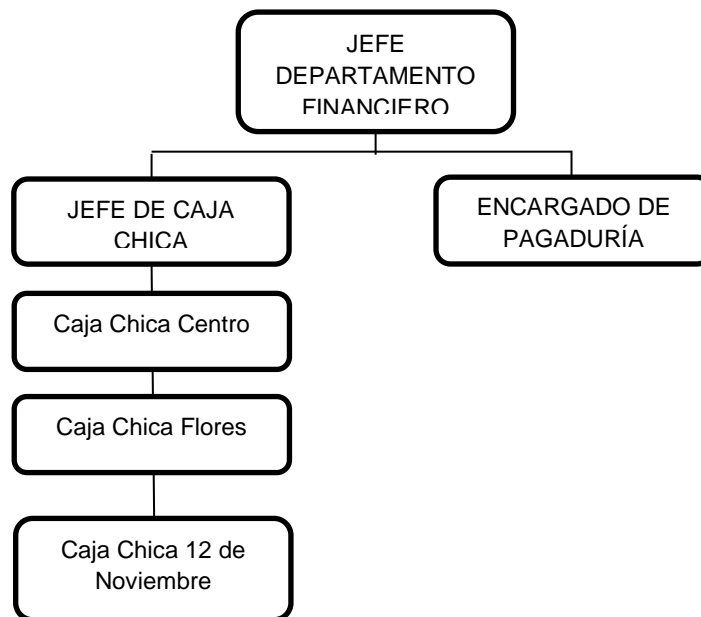 JEFE
DEPARTAMENTO
FINANCIERO
JEFE DE CAJA
CHICA
ENCARGADO DE
PAGADURÍA
Caja Chica Centro
Caja Chica Flores
Caja Chica 12 de
Noviembre